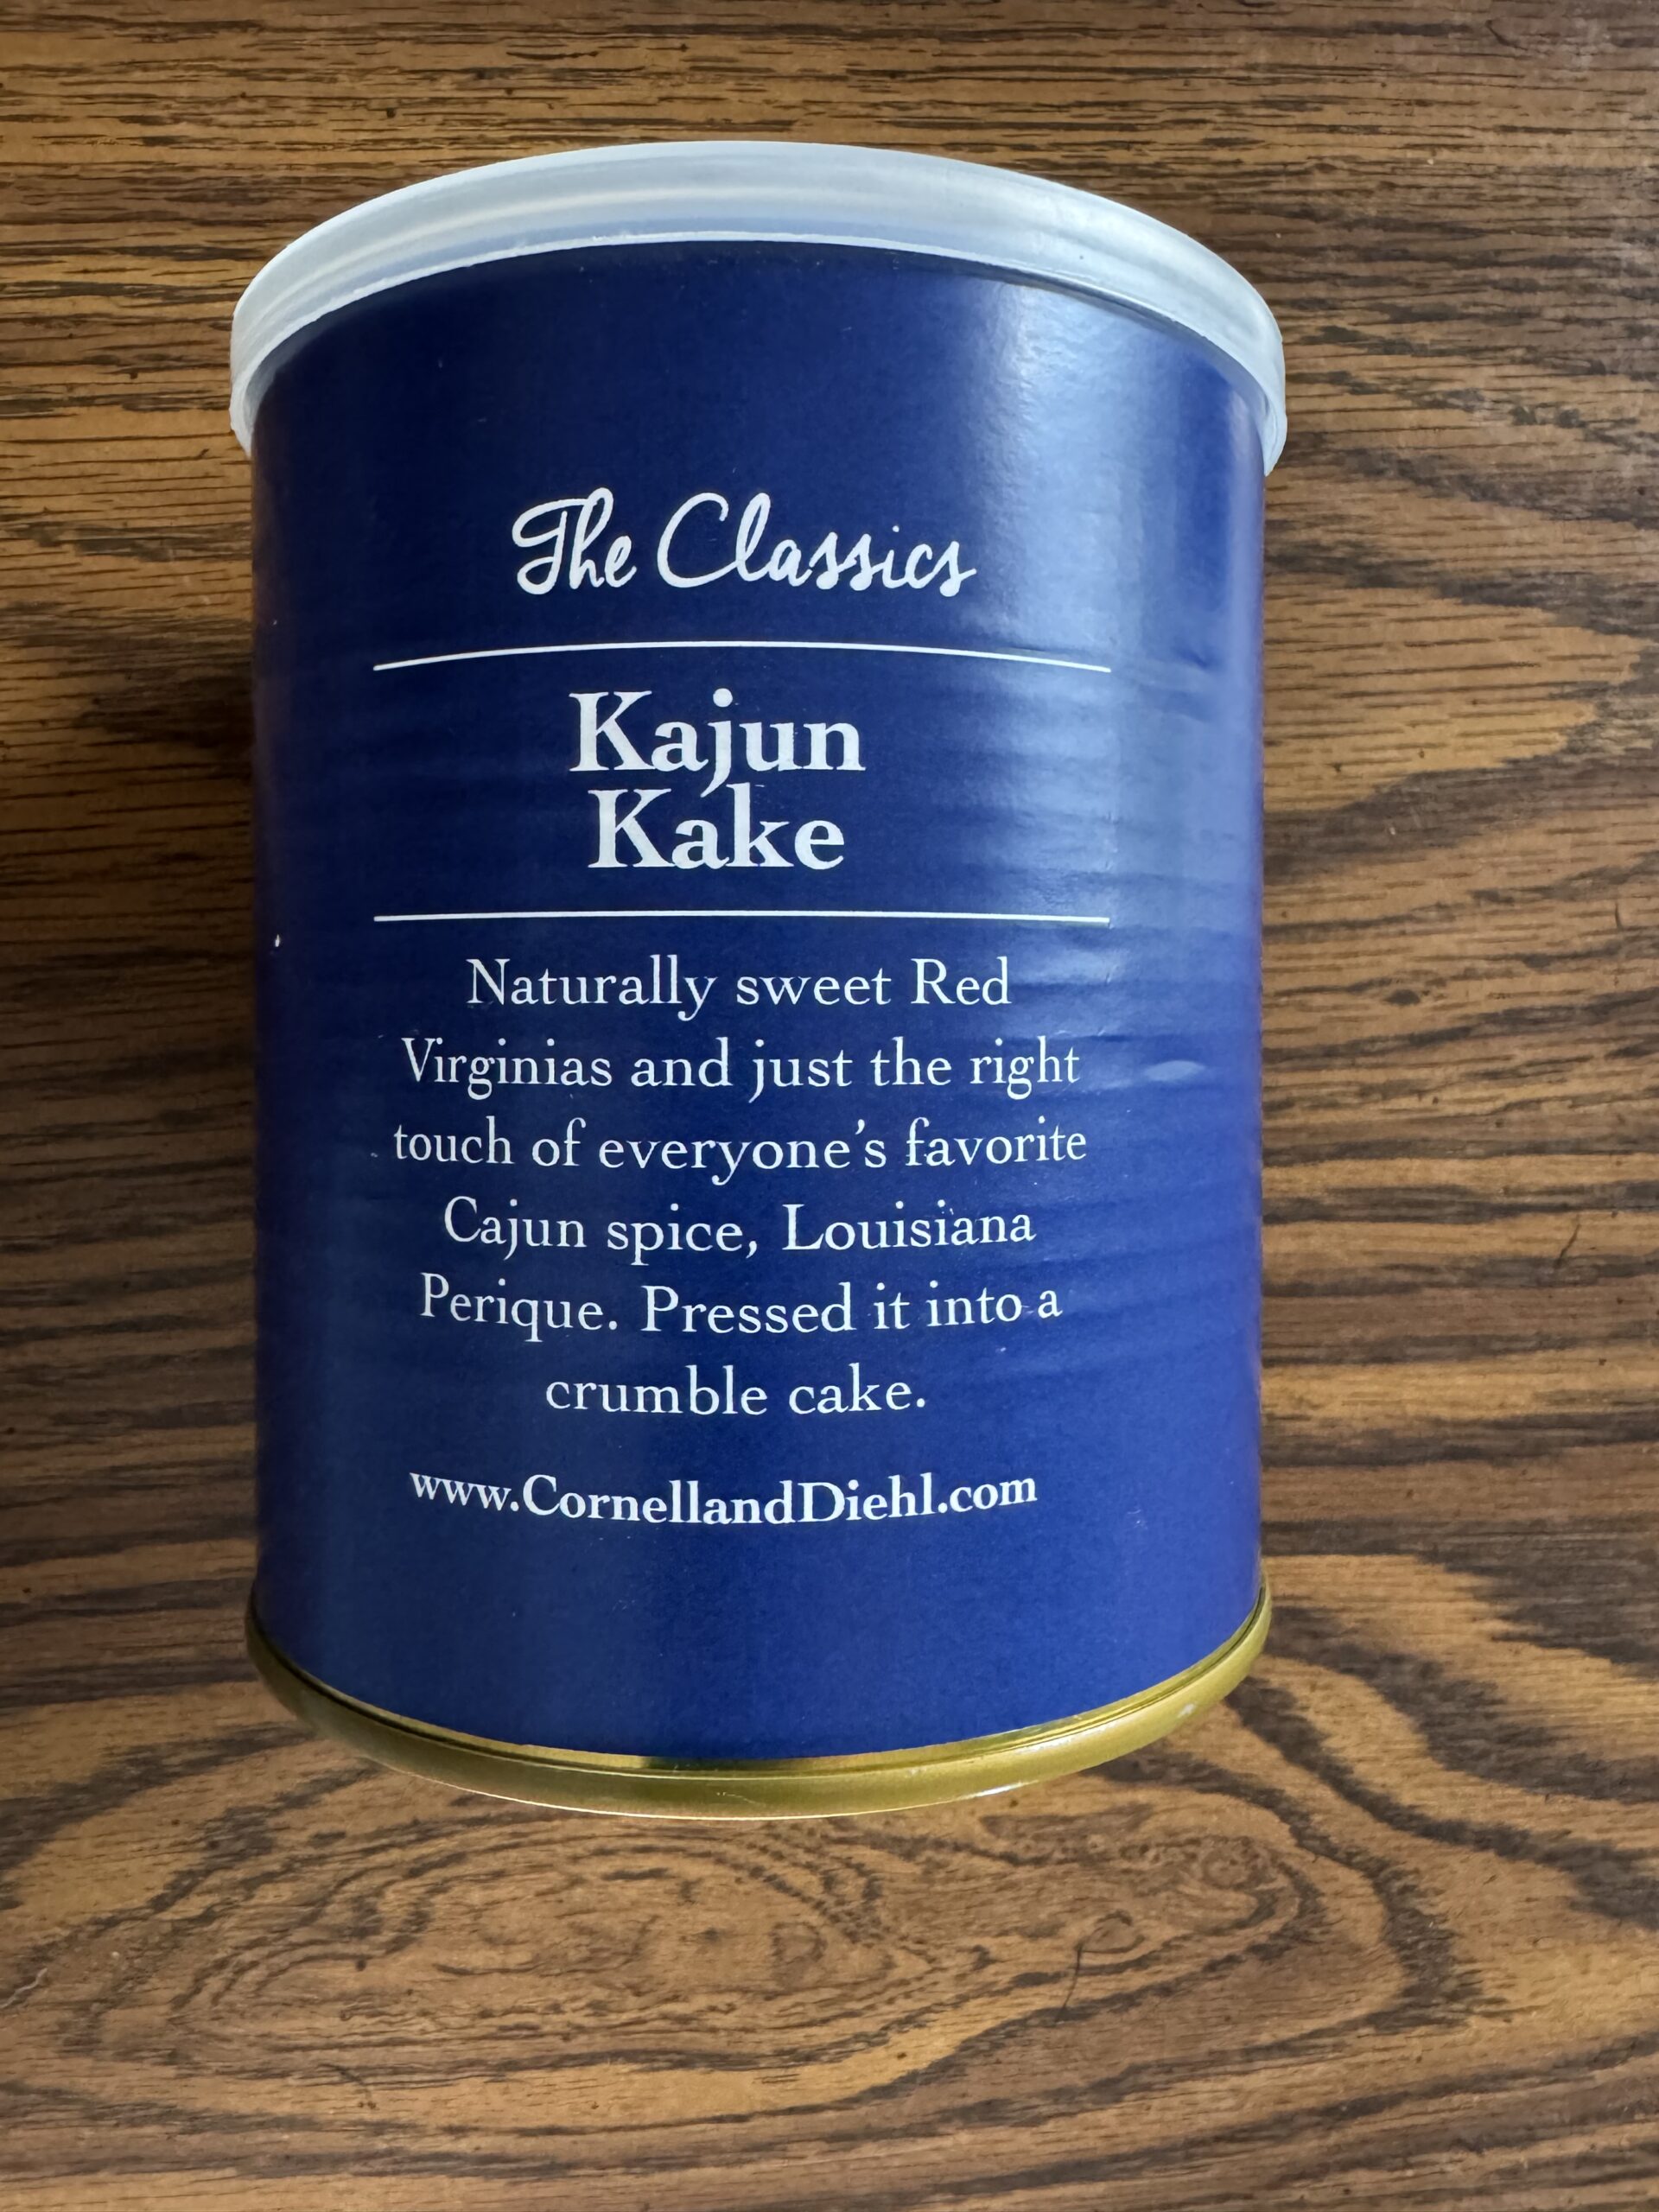 The Classics
Kajun
Kake
Naturally sweet Red
Virginias and just the right
touch of everyone’s favorite
Cajun spice, Louisiana
Perique. Pressed it into a
crumble cake.
www.CornellandDiehl.com